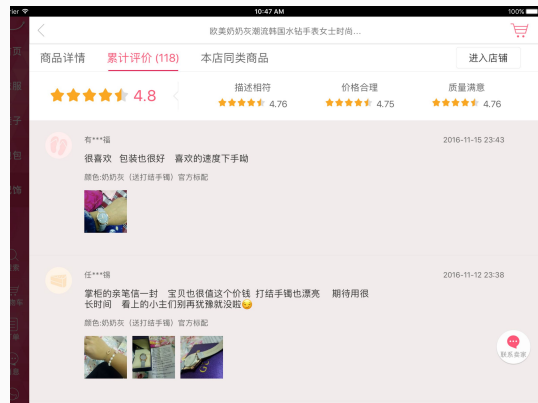 10:47 AM
100%
欧美奶奶灰潮流韩国水钻手表女士时尚...
商品详情 累计评价 (118) 本店同类商品 进入店铺
4.8
描述相符 价格合理 质量满意
4.76 4.75 4.76
有***福 2016-11-15 23:43
很喜欢 包装也很好 喜欢的速度下手呦
颜色:奶奶灰（送打结手镯）官方标配
任***锦 2016-11-12 23:38
掌柜的亲笔信一封 宝贝也很值这个价钱 打结手镯也漂亮 期待用很
长时间 看上的小主们别再犹豫就没啦😏
颜色:奶奶灰（送打结手镯）官方标配
联系卖家